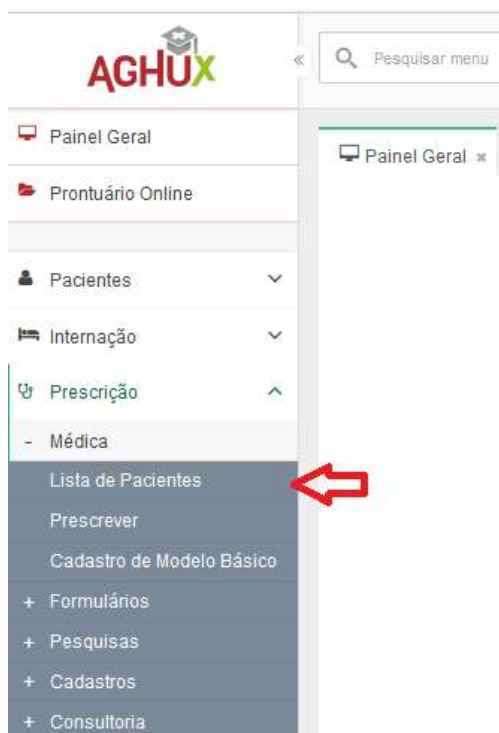 AGHUX
«
Pesquisar menu
Painel Geral
Painel Geral ×
Prontuário Online
Pacientes
Internação
Prescrição
- Médica
Lista de Pacientes
Prescrever
Cadastro de Modelo Básico
+ Formulários
+ Pesquisas
+ Cadastros
+ Consultoria